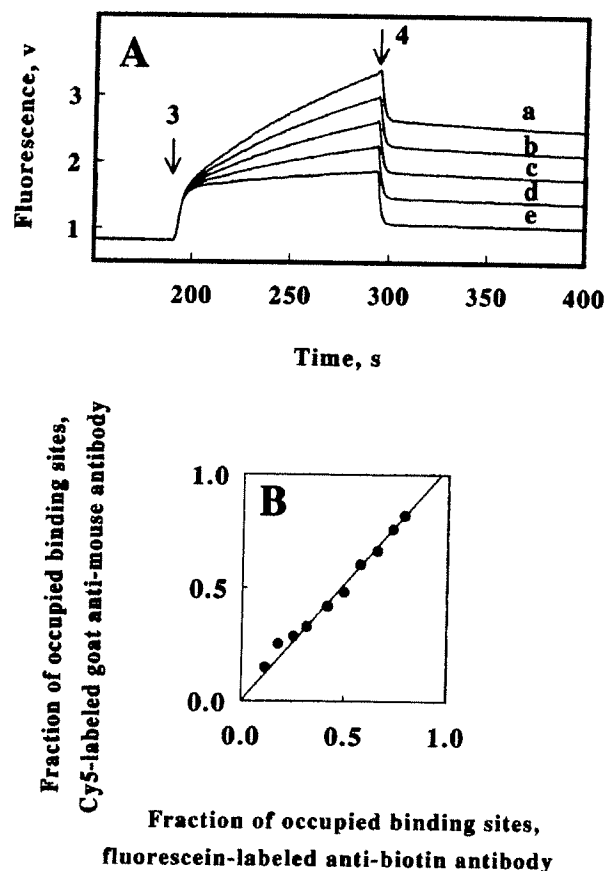 A
4
3
a
3
b
2
c
d
1
e
Fluorescence, v
200 250 300 350 400
Time, s
1.0
B
0.5
0.0
0.0 0.5 1.0
Fraction of occupied binding sites,
Cy5-labeled goat anti-mouse antibody
Fraction of occupied binding sites,
fluorescein-labeled anti-biotin antibody